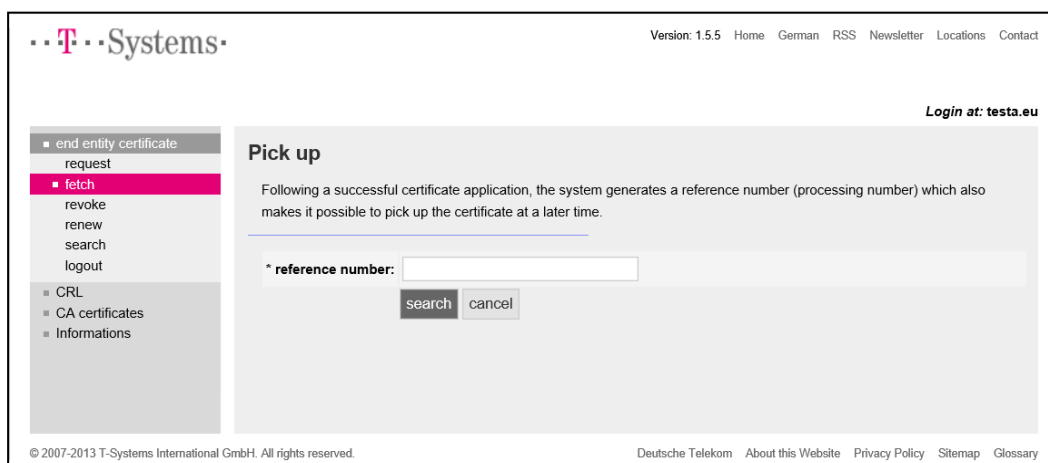 ··T··Systems·
Version: 1.5.5 Home German RSS Newsletter Locations Contact
Login at: testa.eu
end entity certificate
request
fetch
revoke
renew
search
logout
CRL
CA certificates
Informations
Pick up
Following a successful certificate application, the system generates a reference number (processing number) which also
makes it possible to pick up the certificate at a later time.
* reference number:
search cancel
© 2007-2013 T-Systems International GmbH. All rights reserved.
Deutsche Telekom About this Website Privacy Policy Sitemap Glossary